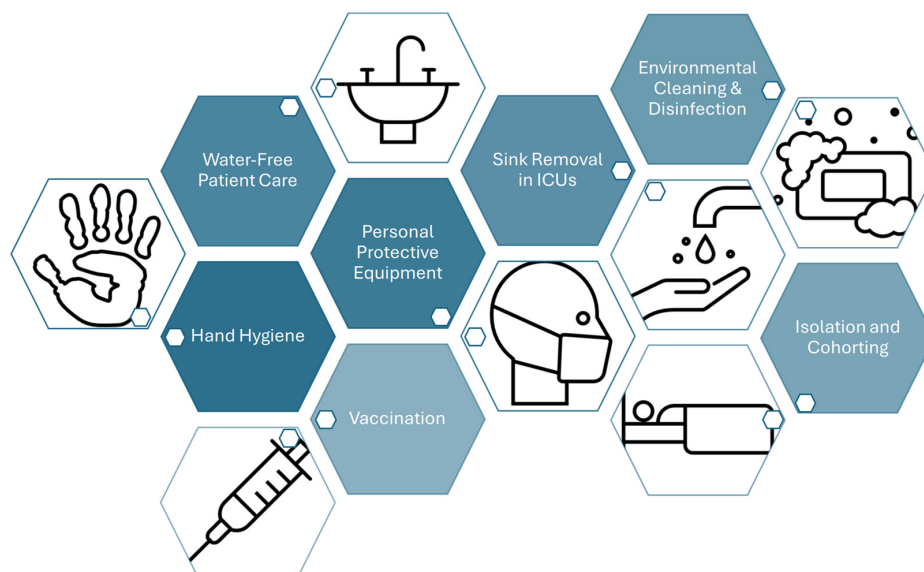 Environmental
Cleaning &
Disinfection
Water-Free
Patient Care
Sink Removal
in ICUs
Personal
Protective
Equipment
Hand Hygiene
Isolation and
Cohorting
Vaccination